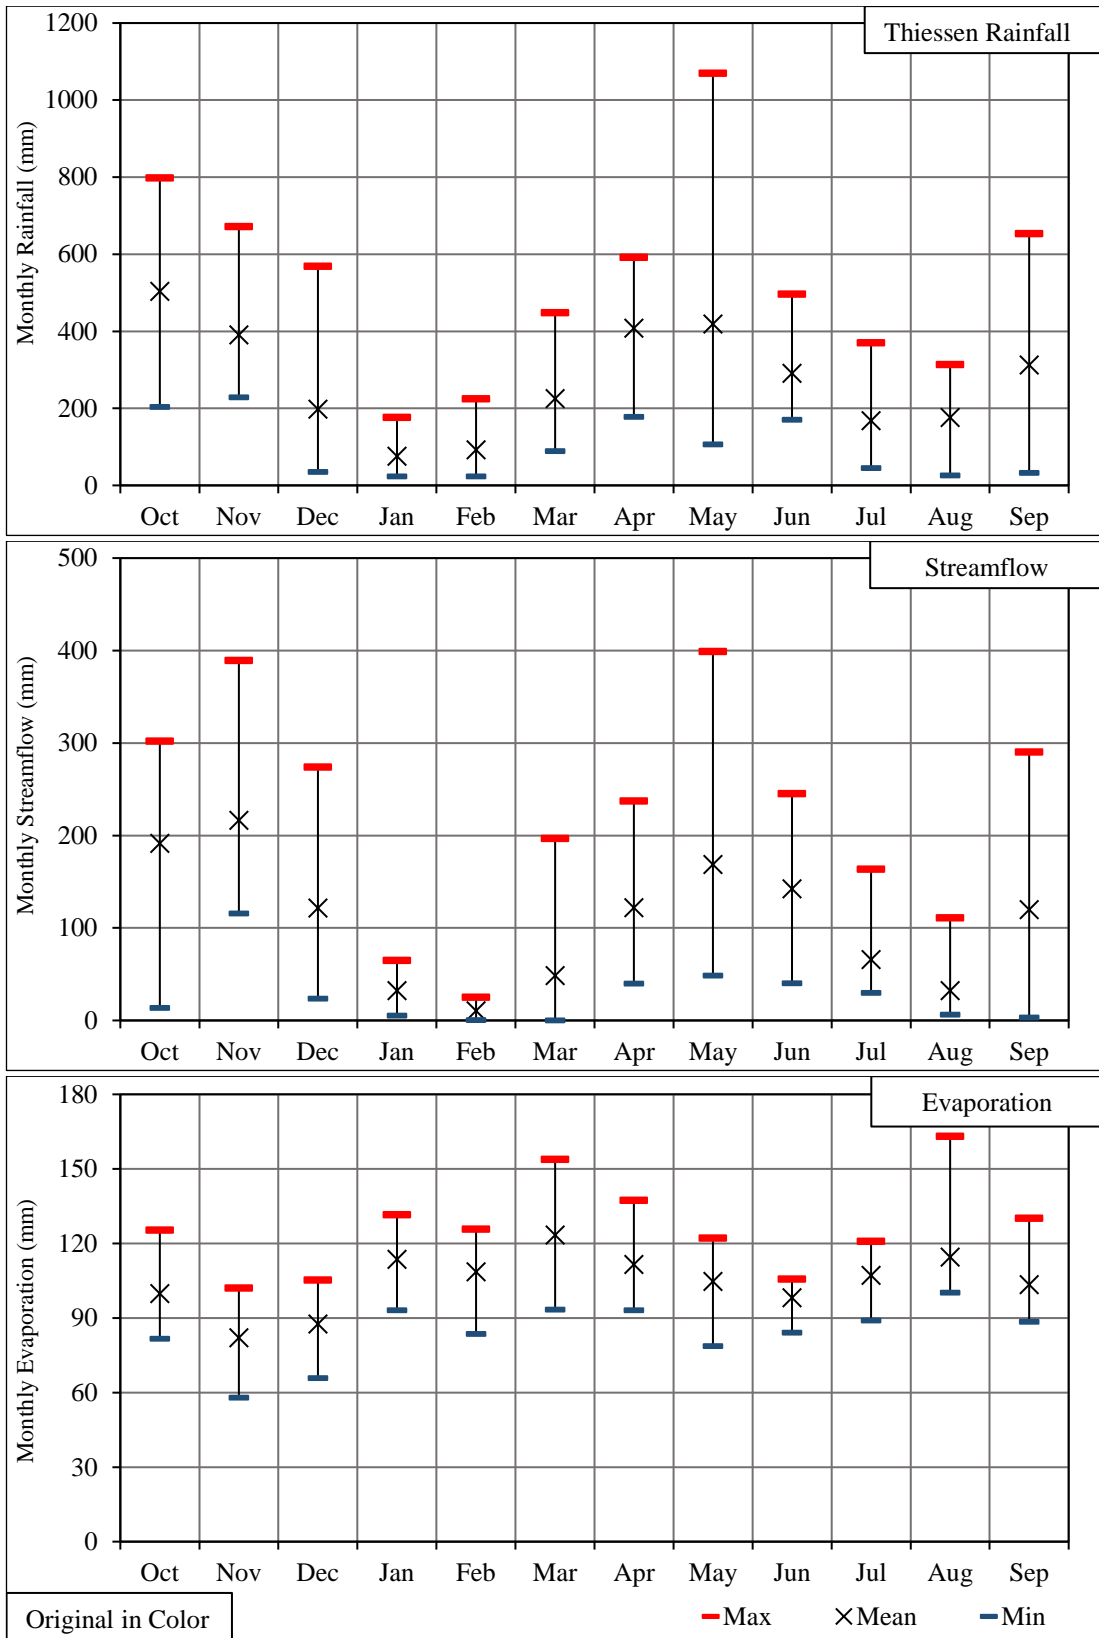 Thiessen Rainfall
Monthly Rainfall (mm)
1200
1000
800
600
400
200
0
Oct Nov Dec Jan Feb Mar Apr May Jun Jul Aug Sep
Streamflow
Monthly Streamflow (mm)
500
400
300
200
100
0
Oct Nov Dec Jan Feb Mar Apr May Jun Jul Aug Sep
Evaporation
Monthly Evaporation (mm)
180
150
120
90
60
30
0
Oct Nov Dec Jan Feb Mar Apr May Jun Jul Aug Sep
Original in Color
Max Mean Min